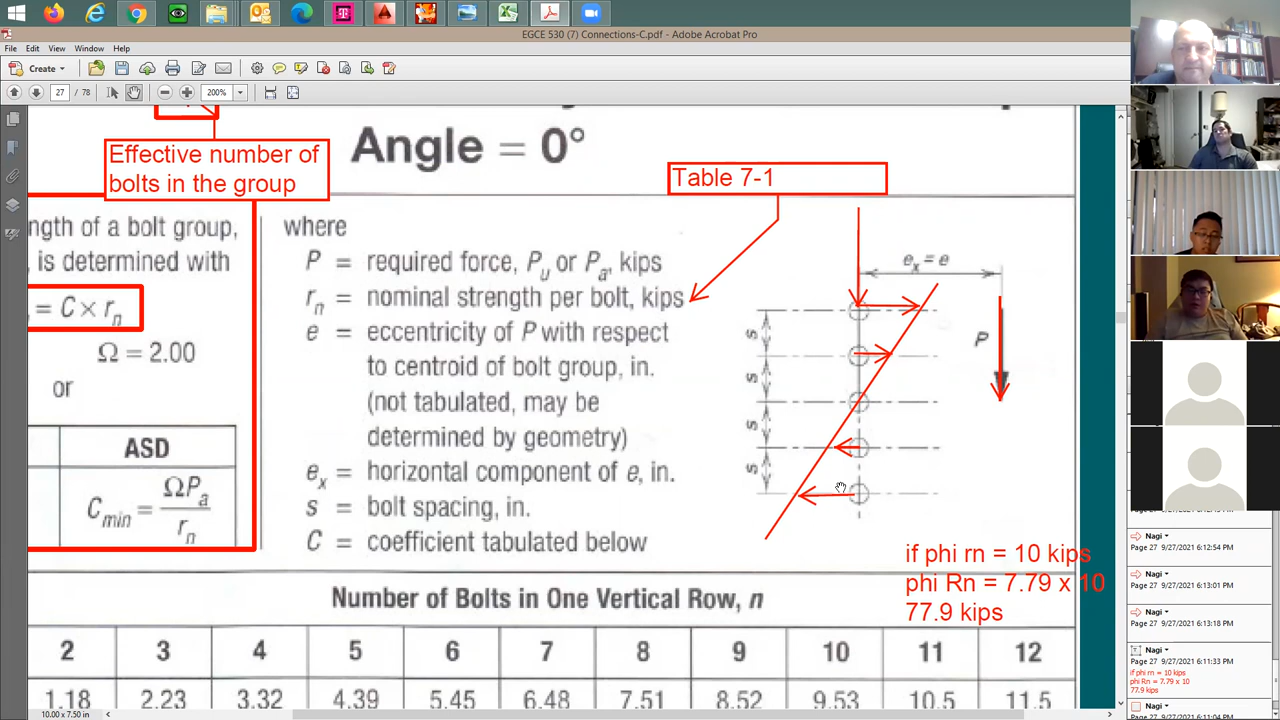 EGCE 530 (7) Connections-C.pdf - Adobe Acrobat Pro
File Edit View Window Help
Create
27 / 78
200%
Angle = 0°
Effective number of
bolts in the group
Table 7-1
ngth of a bolt group,
is determined with
= C × rn
Ω = 2.00
or
ASD
Cmin = ΩPa / rn
where
P = required force, Pu or Pa, kips
rn = nominal strength per bolt, kips
e = eccentricity of P with respect
to centroid of bolt group, in.
(not tabulated, may be
determined by geometry)
ex = horizontal component of e, in.
s = bolt spacing, in.
C = coefficient tabulated below
ex = e
P
s
s
s
s
if phi rn = 10 kips
phi Rn = 7.79 x 10
77.9 kips
Number of Bolts in One Vertical Row, n
2 3 4 5 6 7 8 9 10 11 12
1.18 2.23 3.32 4.39 5.45 6.48 7.51 8.52 9.53 10.5 11.5
10.00 x 7.50 in
Page 27 9/27/2021 6:12:54 PM
Nagi
Page 27 9/27/2021 6:13:01 PM
Nagi
Page 27 9/27/2021 6:13:18 PM
Nagi
Page 27 9/27/2021 6:11:33 PM
if phi rn = 10 kips
phi Rn = 7.79 x 10
77.9 kips
Nagi
Page 27 9/27/2021 6:11:04 PM